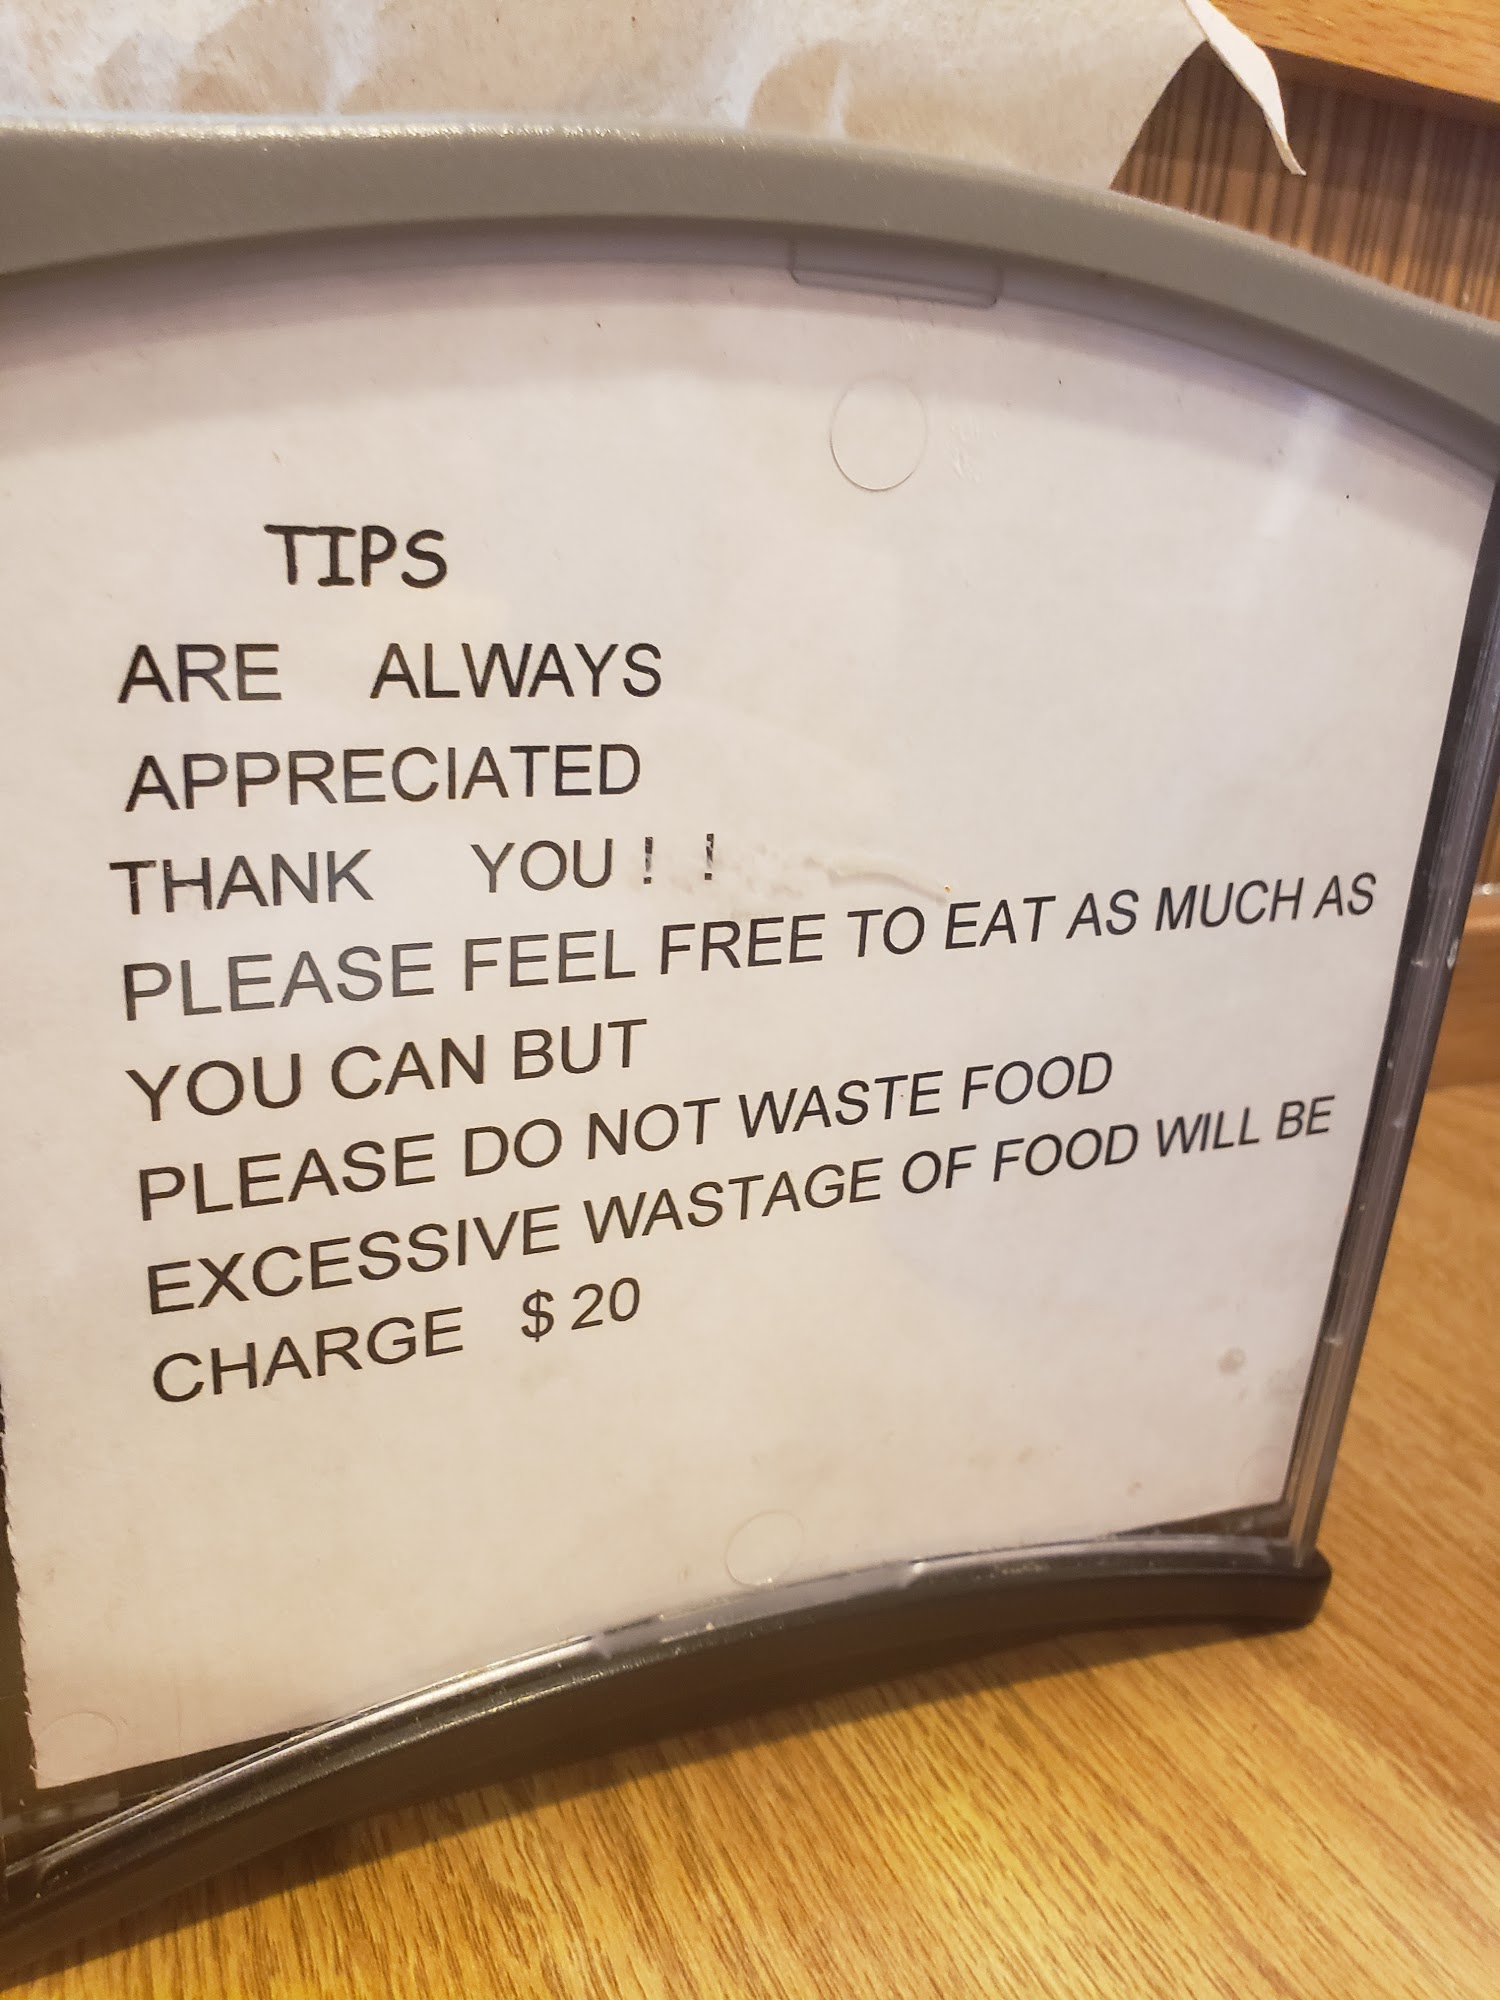 TIPS
ARE ALWAYS
APPRECIATED
THANK YOU! !
PLEASE FEEL FREE TO EAT AS MUCH AS
YOU CAN BUT
PLEASE DO NOT WASTE FOOD
EXCESSIVE WASTAGE OF FOOD WILL BE
CHARGE $20